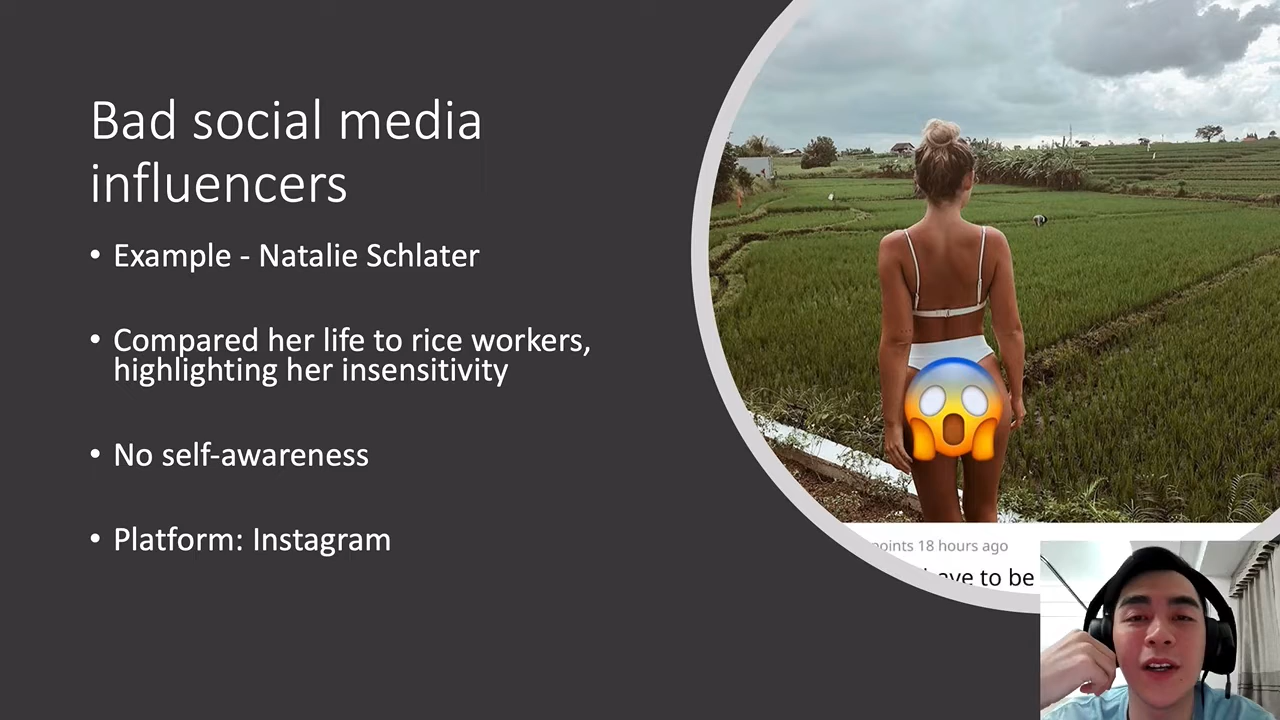 Bad social media
influencers
• Example - Natalie Schlater
• Compared her life to rice workers,
highlighting her insensitivity
• No self-awareness
• Platform: Instagram
points 18 hours ago
have to be